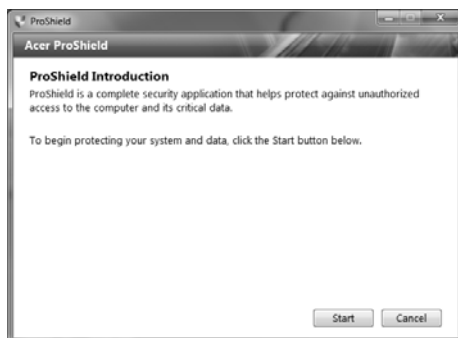 ProShield
Acer ProShield
ProShield Introduction
ProShield is a complete security application that helps protect against unauthorized
access to the computer and its critical data.
To begin protecting your system and data, click the Start button below.
Start Cancel